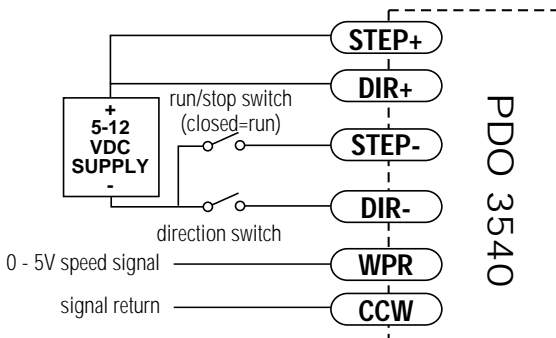 STEP+
DIR+
run/stop switch
(closed=run)
+
5-12
VDC
SUPPLY
-
STEP-
DIR-
direction switch
0 - 5V speed signal
WPR
signal return
CCW
PDO 3540